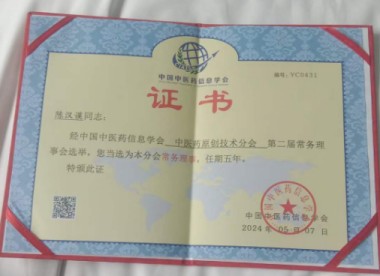 中国中医药信息学会
编号:YC0431
证书
熊汉蓬同志:
经中国中医药信息学会 中医药原创技术分会 第二届常务理
事会选举,您当选为本分会常务理事,任期五年。
特颁此证
中国中医药信息学会
2024年05月07日